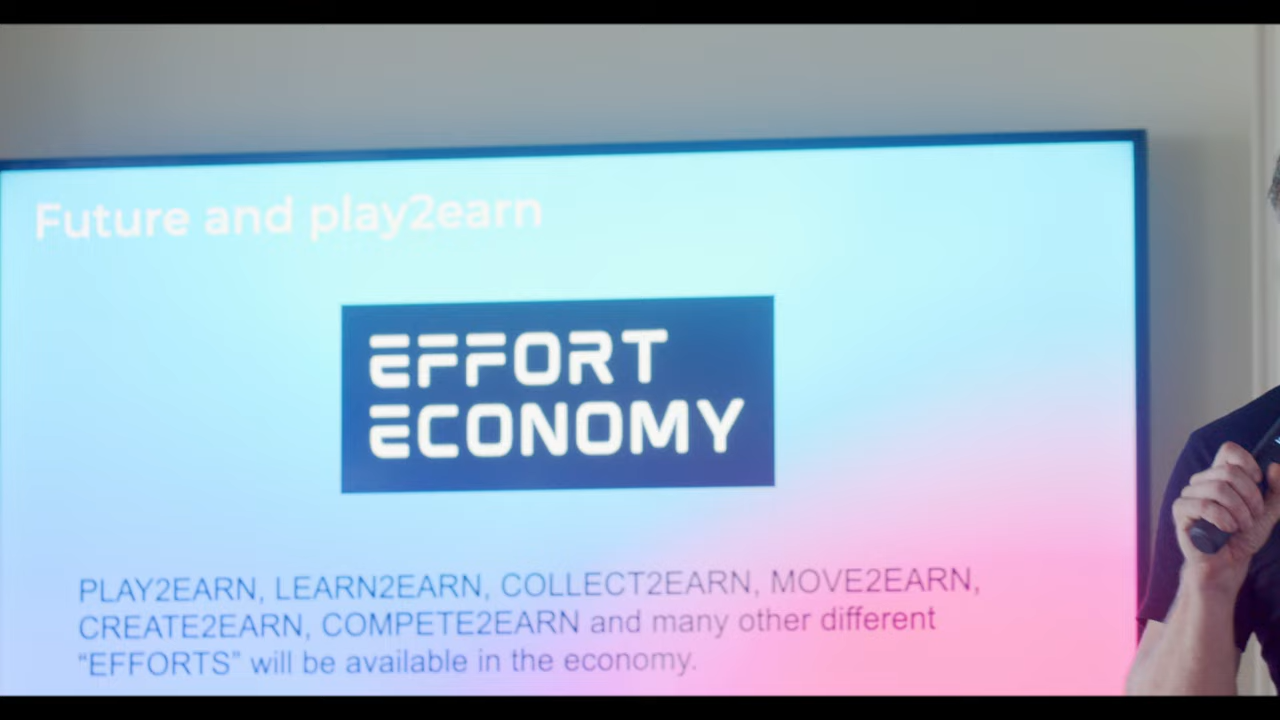 Future and play2earn
EFFORT
ECONOMY
PLAY2EARN, LEARN2EARN, COLLECT2EARN, MOVE2EARN,
CREATE2EARN, COMPETE2EARN and many other different
“EFFORTS” will be available in the economy.